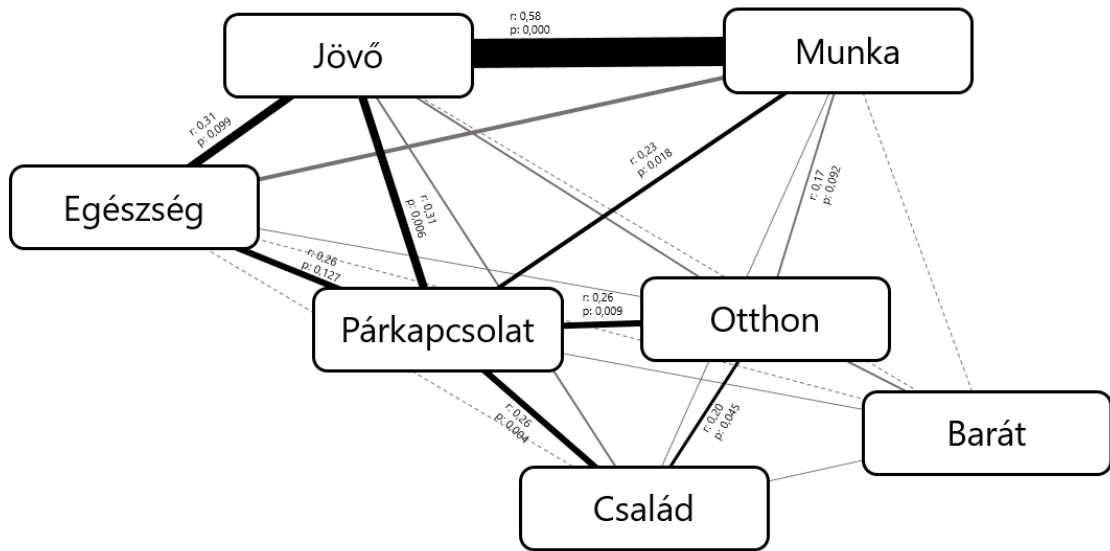 r: 0,58
p: 0,000
Jövő
Munka
r: 0,31
p: 0,099
r: 0,23
p: 0,018
r: 0,17
p: 0,092
Egészség
r: 0,31
p: 0,006
r: 0,26
p: 0,127
r: 0,26
p: 0,009
Otthon
Párkapcsolat
r: 0,26
p: 0,004
r: 0,20
p: 0,045
Barát
Család